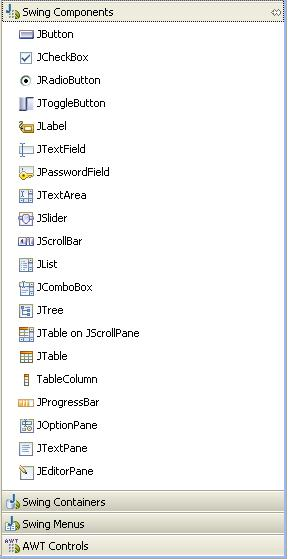 Swing Components
JButton
JCheckBox
JRadioButton
JToggleButton
JLabel
JTextField
JPasswordField
JTextArea
JSlider
JScrollBar
JList
JComboBox
JTree
JTable on JScrollPane
JTable
TableColumn
JProgressBar
JOptionPane
JTextPane
JEditorPane
Swing Containers
Swing Menus
AWT AWT Controls